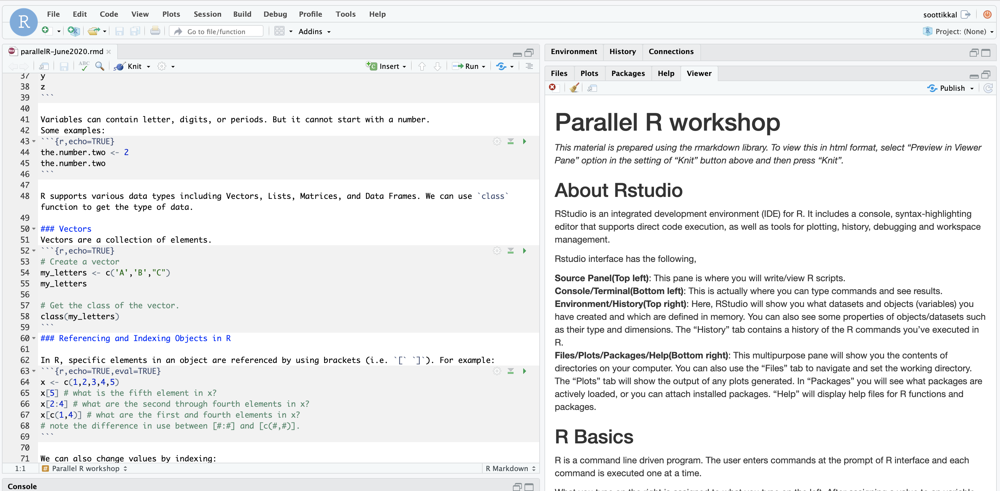 R
File Edit Code View Plots Session Build Debug Profile Tools Help
soottikkal
Go to file/function
Addins
Project: (None)
parallelR-June2020.rmd
ABC
Knit
Insert
Run
37 y
38 z
39 ```
40
41 Variables can contain letter, digits, or periods. But it cannot start with a number.
42 Some examples:
43 ```{r,echo=TRUE}
44 the.number.two <- 2
45 the.number.two
46 ```
47
48 R supports various data types including Vectors, Lists, Matrices, and Data Frames. We can use `class`
function to get the type of data.
49
50 ### Vectors
51 Vectors are a collection of elements.
52 ```{r,echo=TRUE}
53 # Create a vector
54 my_letters <- c('A','B',"C")
55 my_letters
56
57 # Get the class of the vector.
58 class(my_letters)
59 ```
60 ### Referencing and Indexing Objects in R
61
62 In R, specific elements in an object are referenced by using brackets (i.e. `[` `]`). For example:
63 ```{r,echo=TRUE,eval=TRUE}
64 x <- c(1,2,3,4,5)
65 x[5] # what is the fifth element in x?
66 x[2:4] # what are the second through fourth elements in x?
67 x[c(1,4)] # what are the first and fourth elements in x?
68 # note the difference in use between [#:#] and [c(#,#)].
69 ```
70
71 We can also change values by indexing:
1:1 # Parallel R workshop R Markdown
Console
Environment History Connections
Files Plots Packages Help Viewer
Publish
Parallel R workshop
This material is prepared using the rmarkdown library. To view this in html format, select “Preview in Viewer
Pane” option in the setting of “Knit” button above and then press “Knit”.
About Rstudio
RStudio is an integrated development environment (IDE) for R. It includes a console, syntax-highlighting
editor that supports direct code execution, as well as tools for plotting, history, debugging and workspace
management.
Rstudio interface has the following,
Source Panel(Top left): This pane is where you will write/view R scripts.
Console/Terminal(Bottom left): This is actually where you can type commands and see results.
Environment/History(Top right): Here, RStudio will show you what datasets and objects (variables) you
have created and which are defined in memory. You can also see some properties of objects/datasets such
as their type and dimensions. The “History” tab contains a history of the R commands you’ve executed in
R.
Files/Plots/Packages/Help(Bottom right): This multipurpose pane will show you the contents of
directories on your computer. You can also use the “Files” tab to navigate and set the working directory.
The “Plots” tab will show the output of any plots generated. In “Packages” you will see what packages are
actively loaded, or you can attach installed packages. “Help” will display help files for R functions and
packages.
R Basics
R is a command line driven program. The user enters commands at the prompt of R interface and each
command is executed one at a time.
What you type on the right is assigned to what you type on the left. After assigning a value to an variable